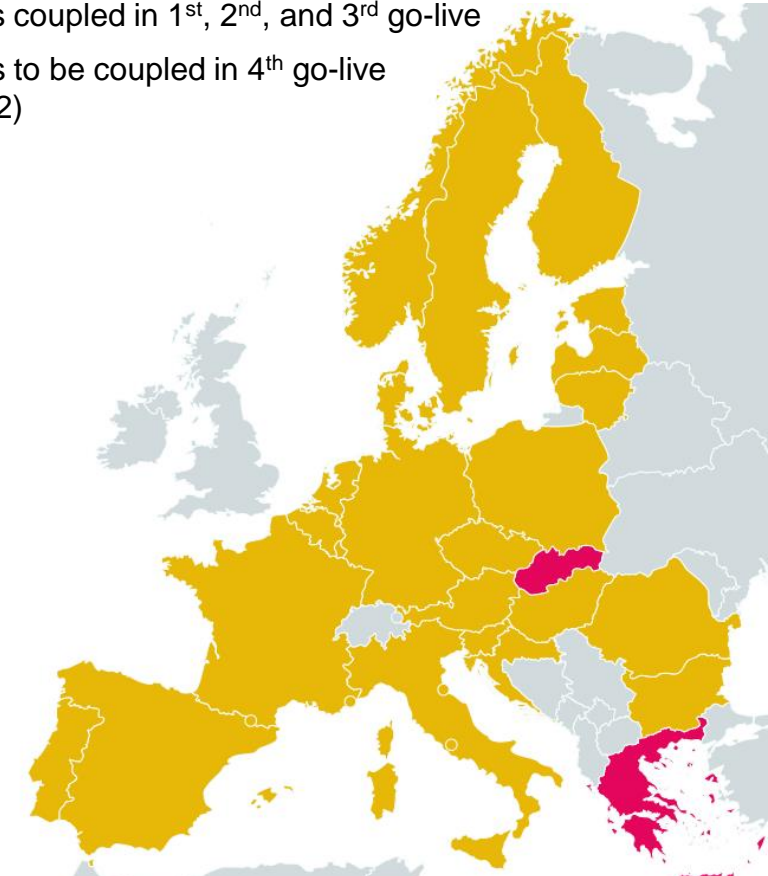 s coupled in 1st, 2nd, and 3rd go-live
s to be coupled in 4th go-live
2)